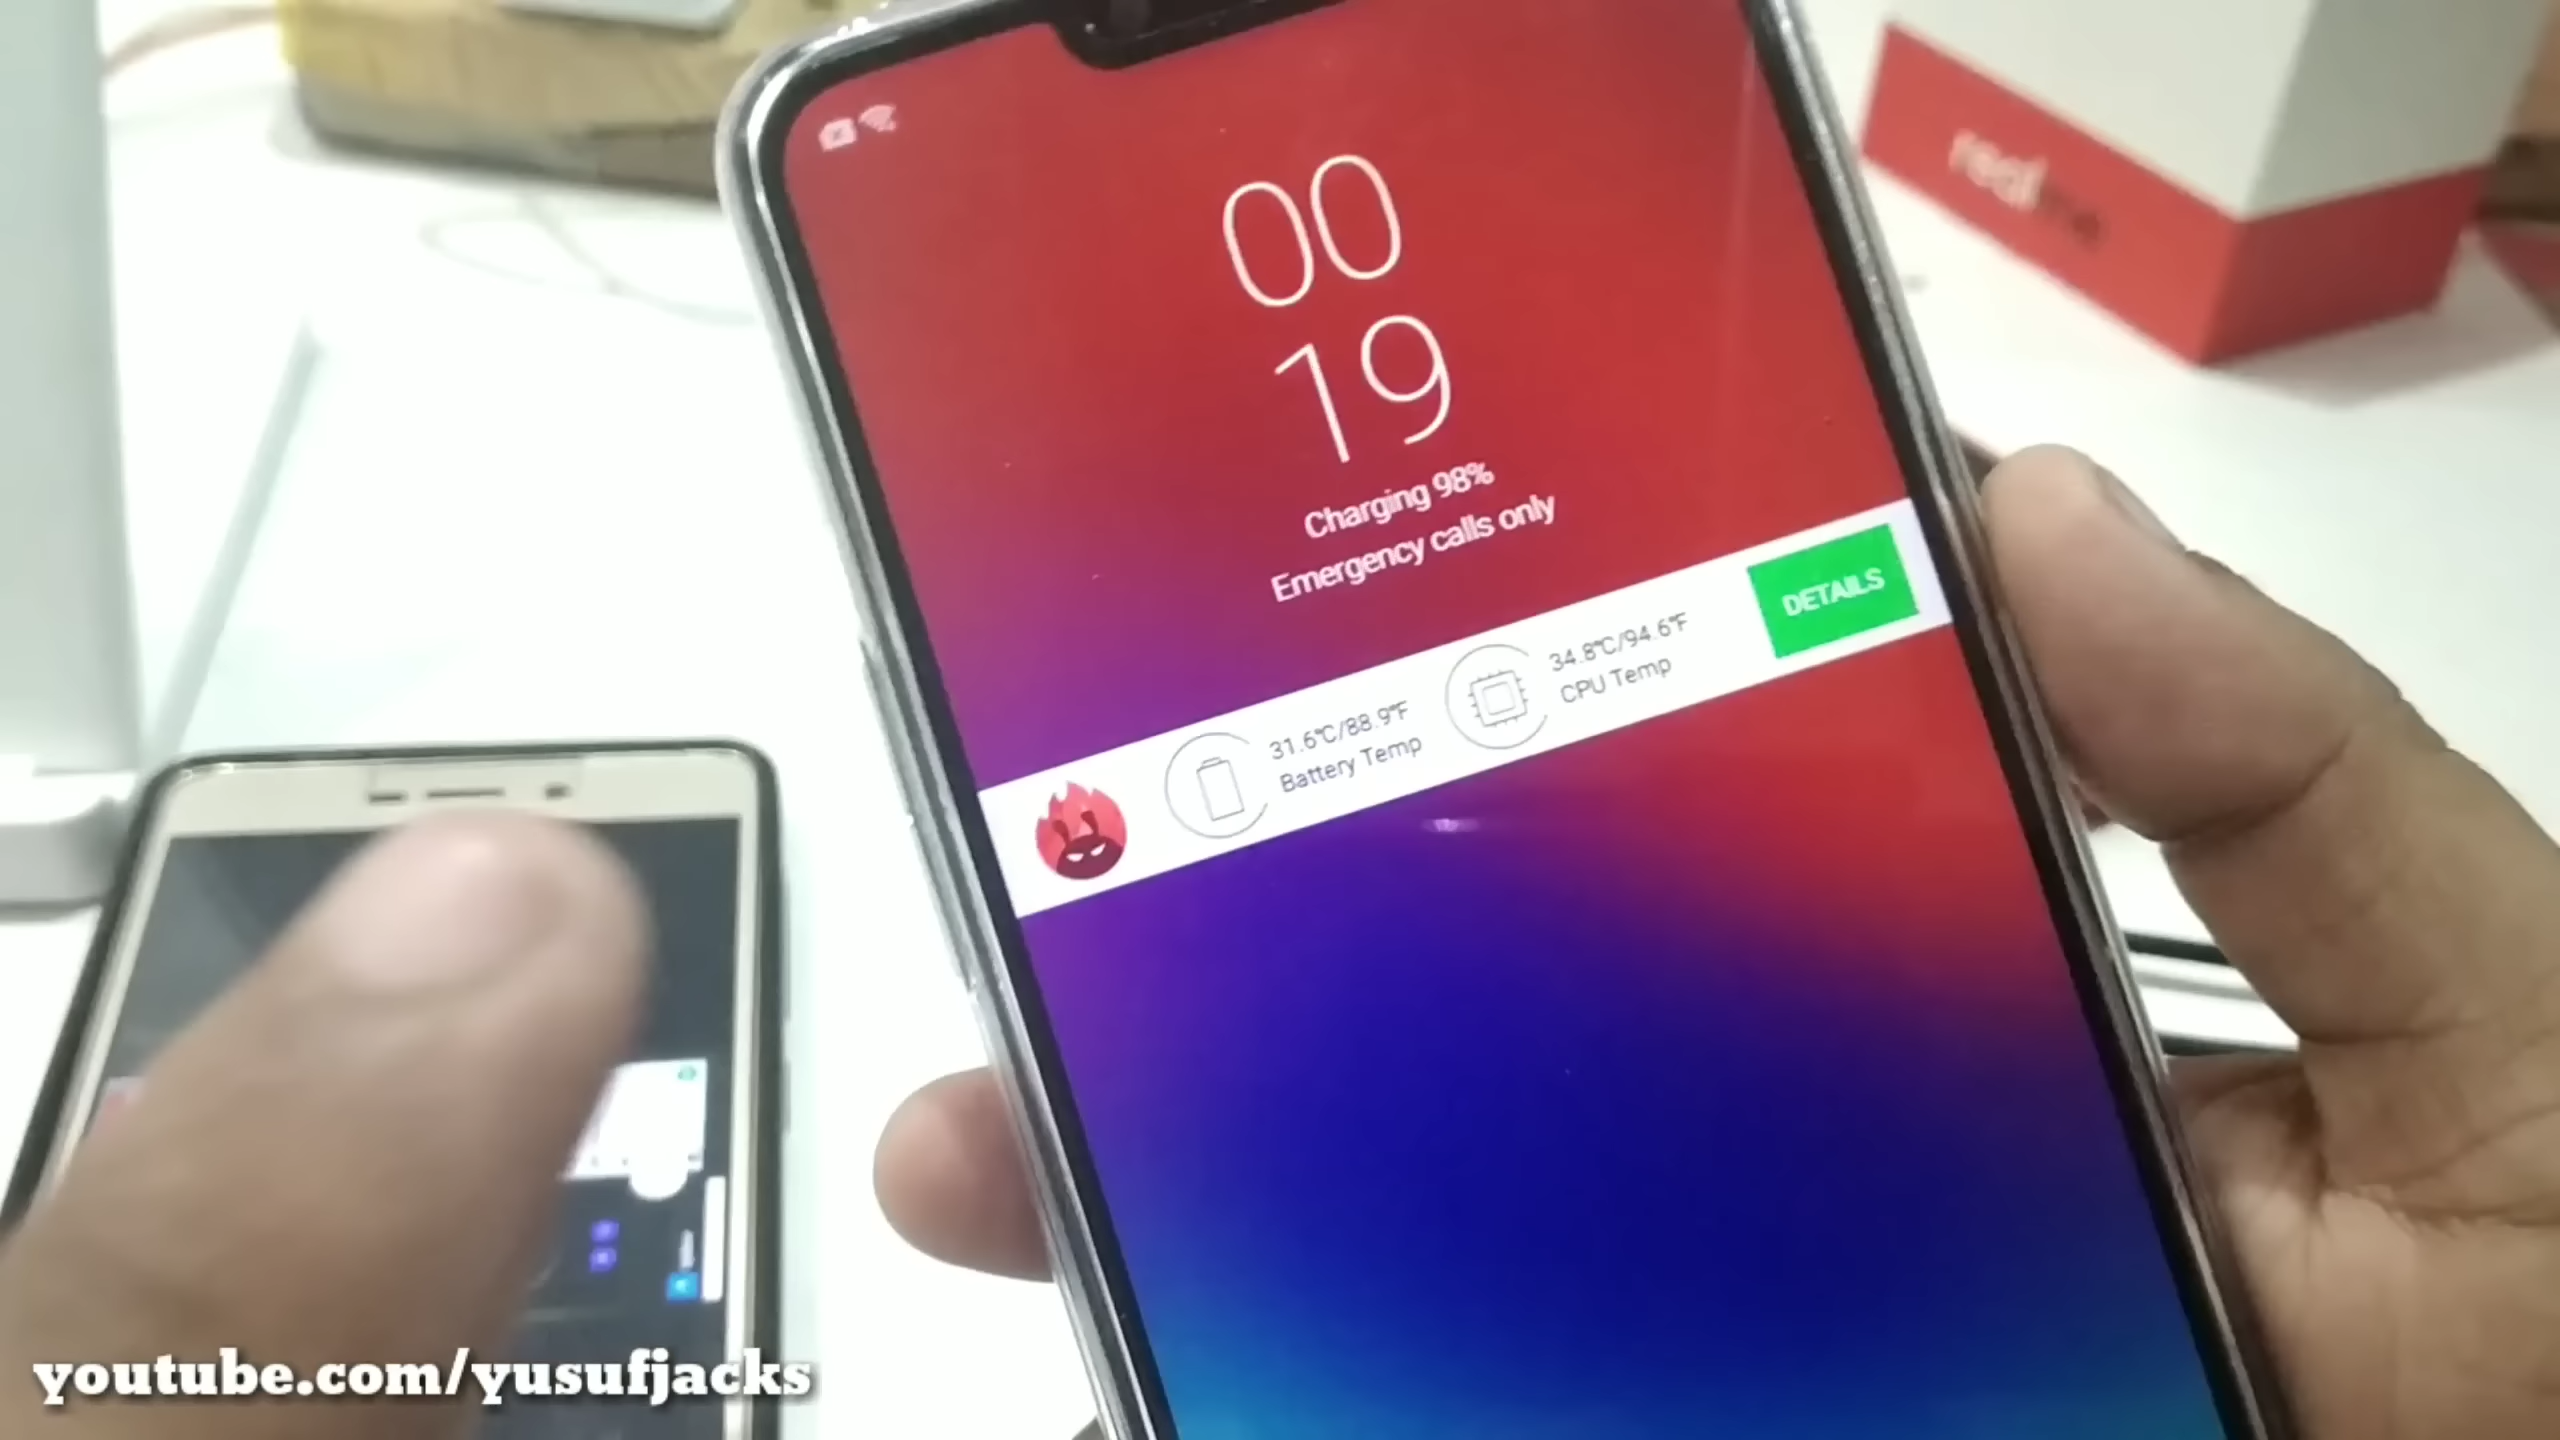 realme
00
19
Charging 98%
Emergency calls only
DETAILS
34.8°C/94.6°F
CPU Temp
31.6°C/88.9°F
Battery Temp
youtube.com/yusufjacks